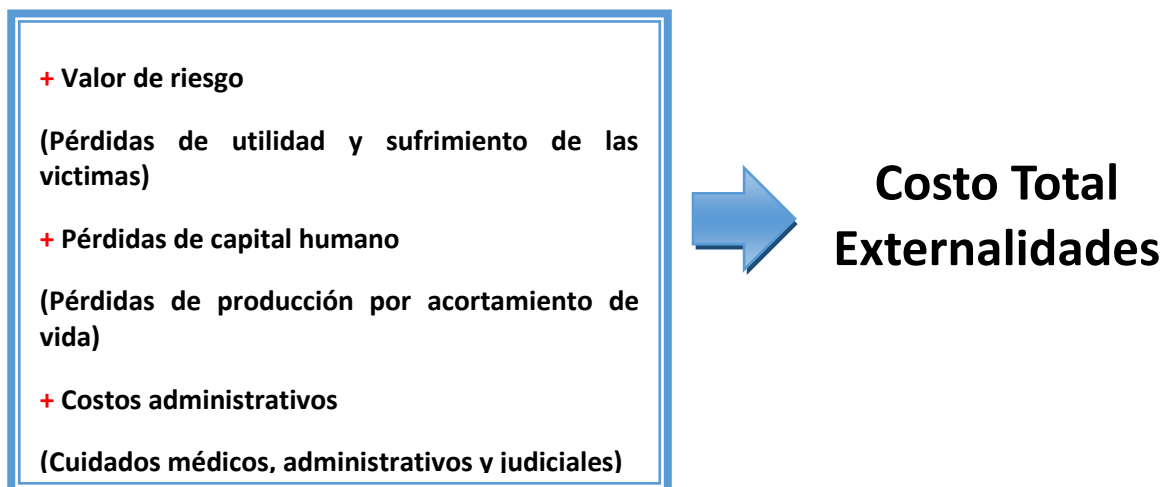 + Valor de riesgo
(Pérdidas de utilidad y sufrimiento de las
victimas)
+ Pérdidas de capital humano
(Pérdidas de producción por acortamiento de
vida)
+ Costos administrativos
(Cuidados médicos, administrativos y judiciales)
Costo Total
Externalidades